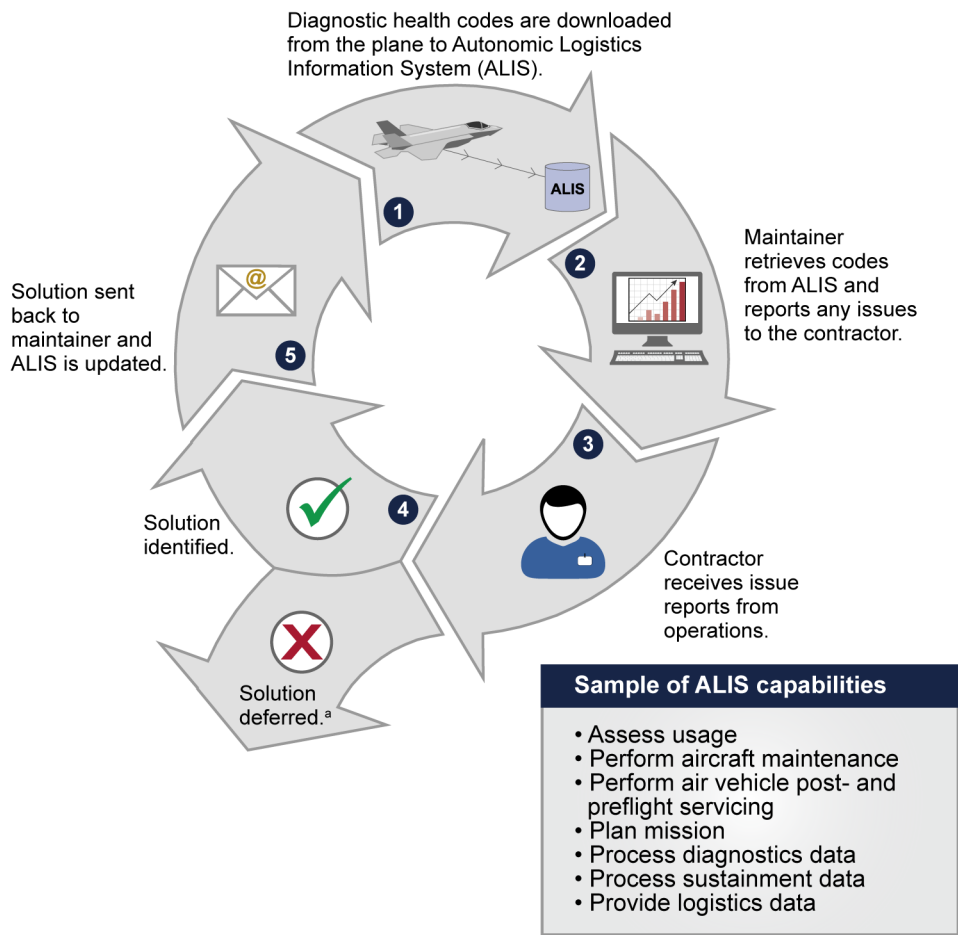 Diagnostic health codes are downloaded
from the plane to Autonomic Logistics
Information System (ALIS).
ALIS
1
2
Maintainer
retrieves codes
from ALIS and
reports any issues
to the contractor.
3
Contractor
receives issue
reports from
operations.
4
Solution
identified.
Solution
deferred.ᵃ
5
@
Solution sent
back to
maintainer and
ALIS is updated.
Sample of ALIS capabilities
• Assess usage
• Perform aircraft maintenance
• Perform air vehicle post- and
preflight servicing
• Plan mission
• Process diagnostics data
• Process sustainment data
• Provide logistics data